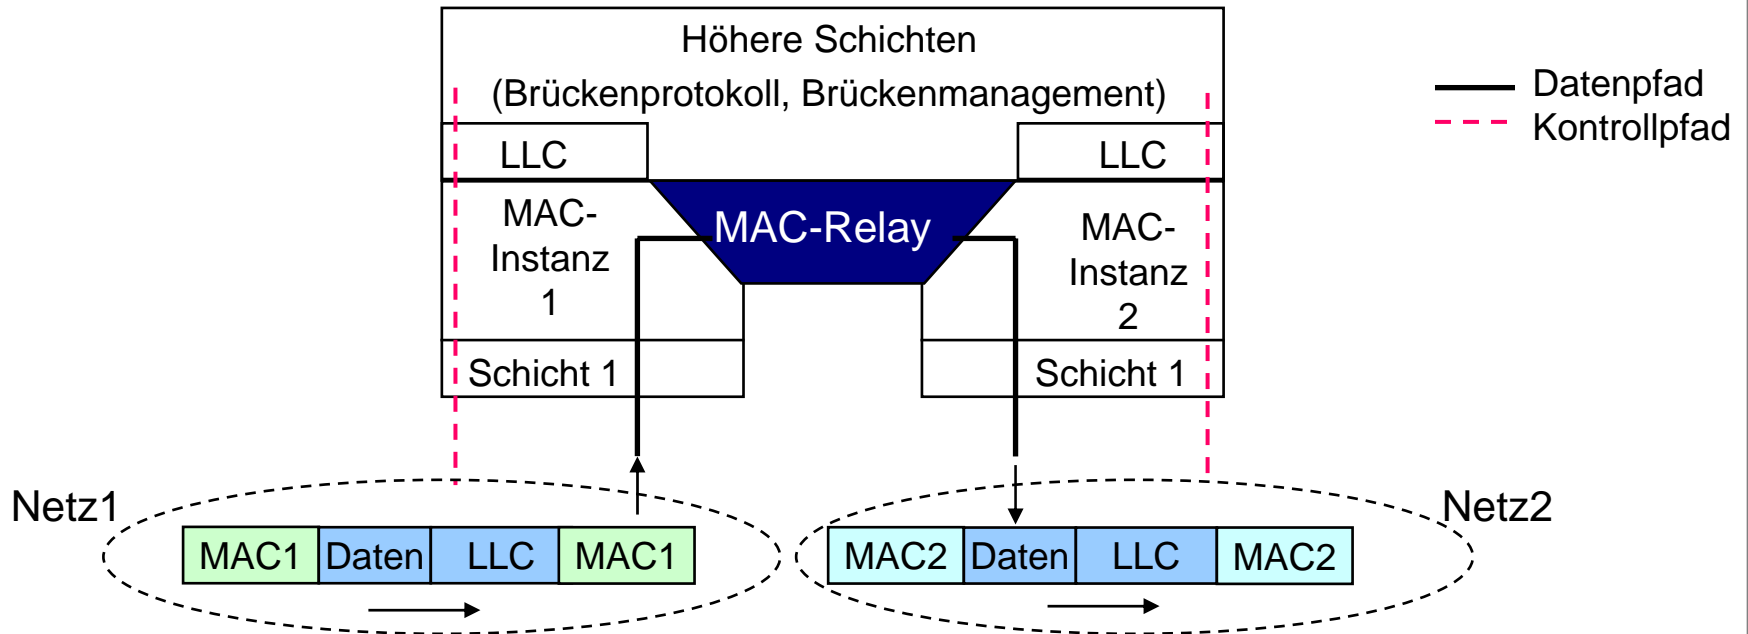 Höhere Schichten
(Brückenprotokoll, Brückenmanagement)
Datenpfad
Kontrollpfad
LLC
LLC
MAC-
Instanz
1
MAC-Relay
MAC-
Instanz
2
Schicht 1
Schicht 1
Netz1
MAC1 Daten LLC MAC1
Netz2
MAC2 Daten LLC MAC2